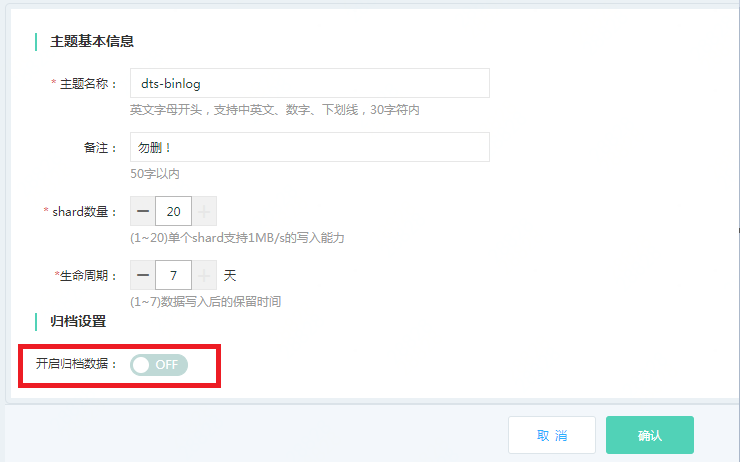 主题基本信息
* 主题名称： dts-binlog
英文字母开头，支持中英文、数字、下划线，30字符内
备注： 勿删！
50字以内
* shard数量： － 20 ＋
(1~20)单个shard支持1MB/s的写入能力
*生命周期： － 7 ＋ 天
(1~7)数据写入后的保留时间
归档设置
开启归档数据： OFF
取 消 确认